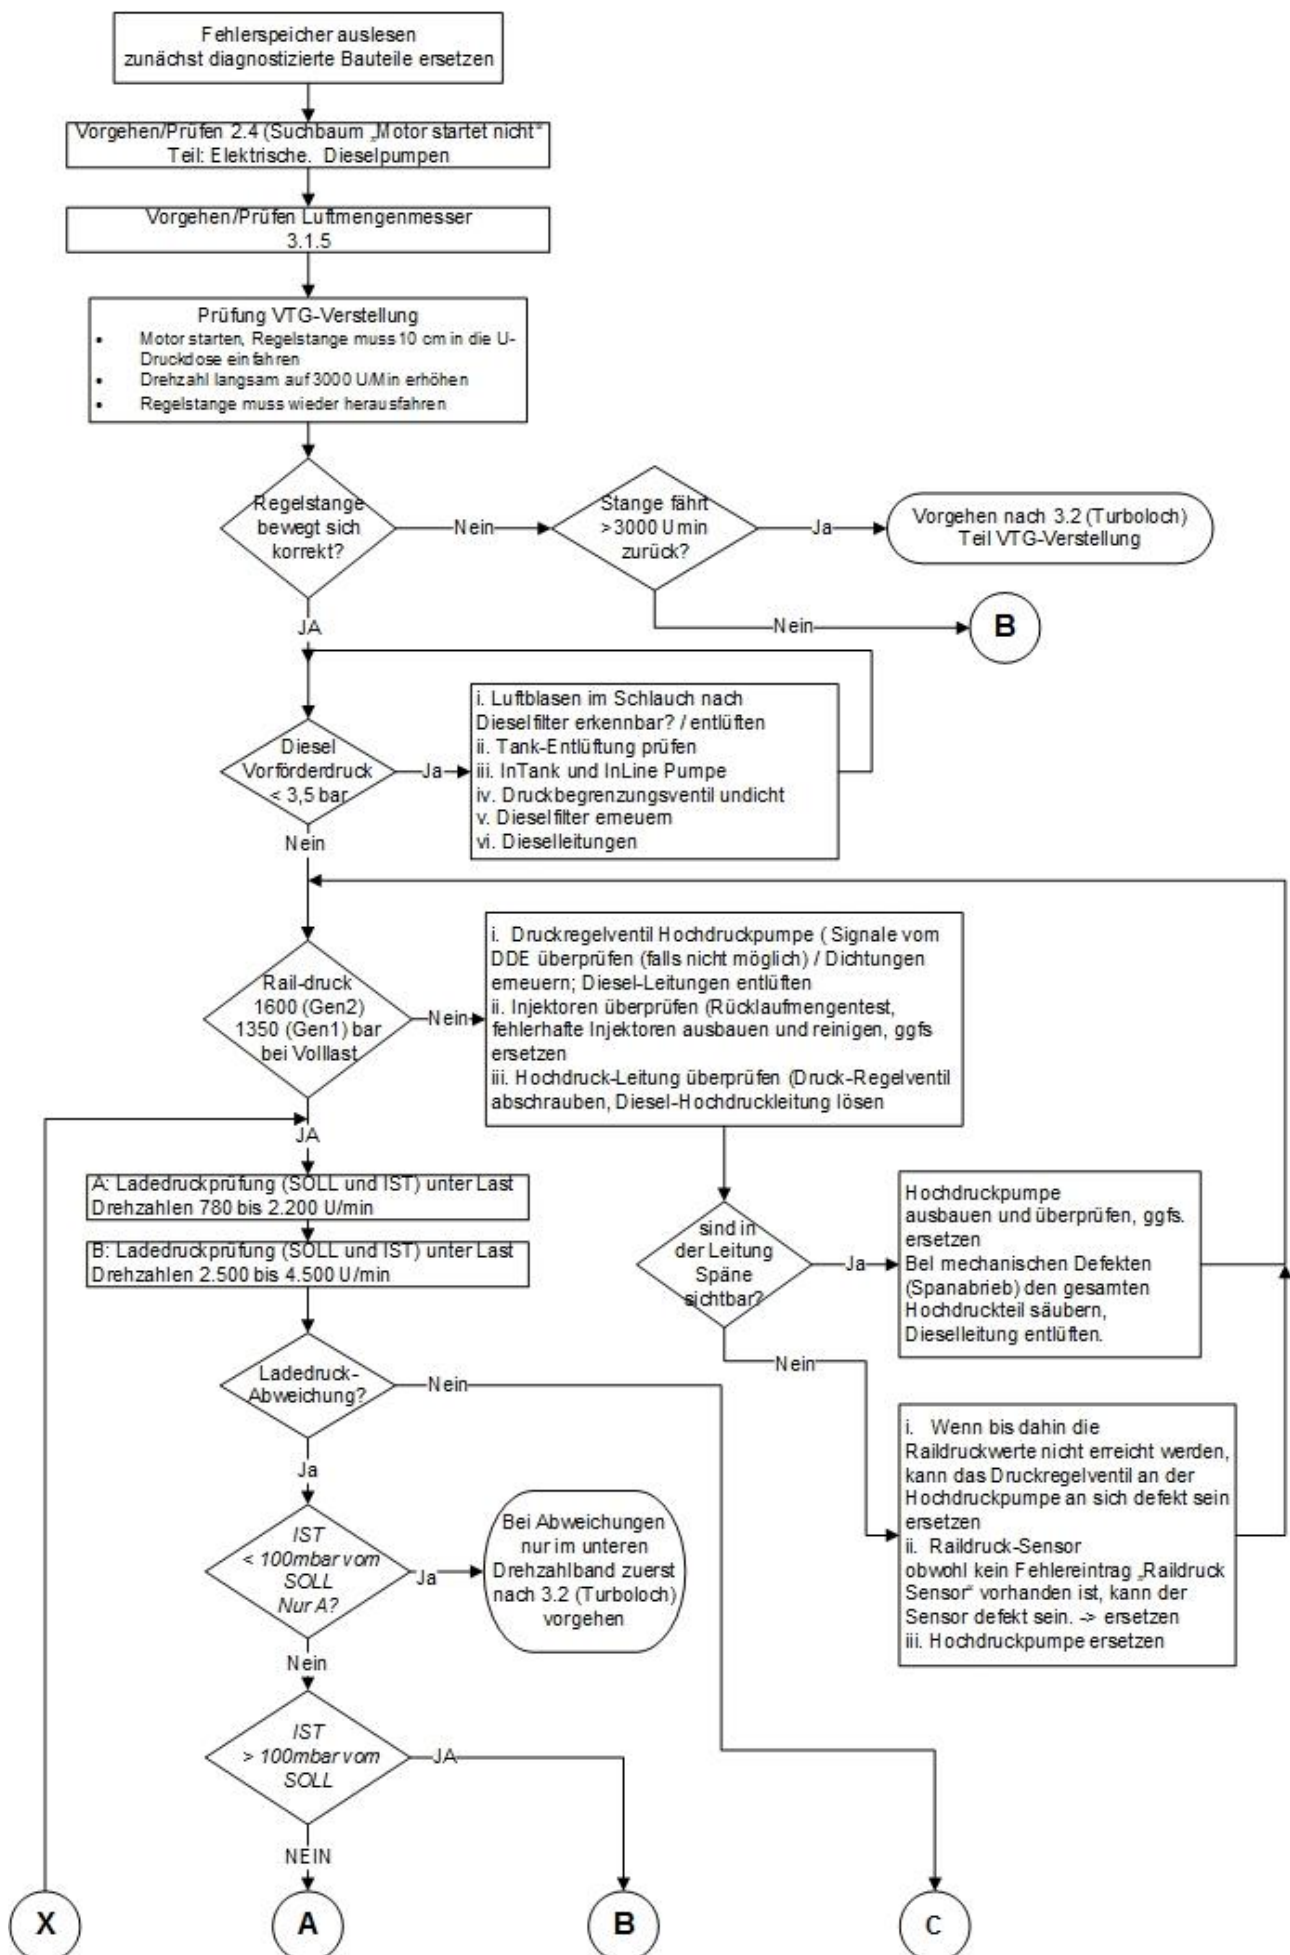 Fehlerspeicher auslesen
zunächst diagnostizierte Bauteile ersetzen
Vorgehen/Prüfen 2.4 (Suchbaum „Motor startet nicht“
Teil: Elektrische. Dieselpumpen
Vorgehen/Prüfen Luftmengenmesser
3.1.5
Prüfung VTG-Verstellung
• Motor starten, Regelstange muss 10 cm in die U-
Druckdose einfahren
• Drehzahl langsam auf 3000 U/Min erhöhen
• Regelstange muss wieder herausfahren
Regelstange
bewegt sich
korrekt?
Nein
Stange fährt
>3000 U min
zurück?
Ja
Vorgehen nach 3.2 (Turboloch)
Teil VTG-Verstellung
Nein
B
JA
Diesel
Vorförderdruck
< 3,5 bar
Ja
i. Luftblasen im Schlauch nach
Dieselfilter erkennbar? / entlüften
ii. Tank-Entlüftung prüfen
iii. InTank und InLine Pumpe
iv. Druckbegrenzungsventil undicht
v. Dieselfilter erneuern
vi. Dieselleitungen
Nein
Rail-druck
1600 (Gen2)
1350 (Gen1) bar
bei Volllast
Nein
i. Druckregelventil Hochdruckpumpe ( Signale vom
DDE überprüfen (falls nicht möglich) / Dichtungen
erneuern; Diesel-Leitungen entlüften
ii. Injektoren überprüfen (Rücklaufmengentest,
fehlerhafte Injektoren ausbauen und reinigen, ggfs
ersetzen
iii. Hochdruck-Leitung überprüfen (Druck-Regelventil
abschrauben, Diesel-Hochdruckleitung lösen
JA
A: Ladedruckprüfung (SOLL und IST) unter Last
Drehzahlen 780 bis 2.200 U/min
B: Ladedruckprüfung (SOLL und IST) unter Last
Drehzahlen 2.500 bis 4.500 U/min
sind in
der Leitung
Späne
sichtbar?
Ja
Hochdruckpumpe
ausbauen und überprüfen, ggfs.
ersetzen
Bel mechanischen Defekten
(Spanabrieb) den gesamten
Hochdruckteil säubern,
Dieselleitung entlüften.
Nein
Ladedruck-
Abweichung?
Nein
i. Wenn bis dahin die
Raildruckwerte nicht erreicht werden,
kann das Druckregelventil an der
Hochdruckpumpe an sich defekt sein
ersetzen
ii. Raildruck-Sensor
obwohl kein Fehlereintrag „Raildruck
Sensor“ vorhanden ist, kann der
Sensor defekt sein. -> ersetzen
iii. Hochdruckpumpe ersetzen
Ja
IST
< 100mbar vom
SOLL
Nur A?
Ja
Bei Abweichungen
nur im unteren
Drehzahlband zuerst
nach 3.2 (Turboloch)
vorgehen
Nein
IST
> 100mbar vom
SOLL
JA
NEIN
X
A
B
C